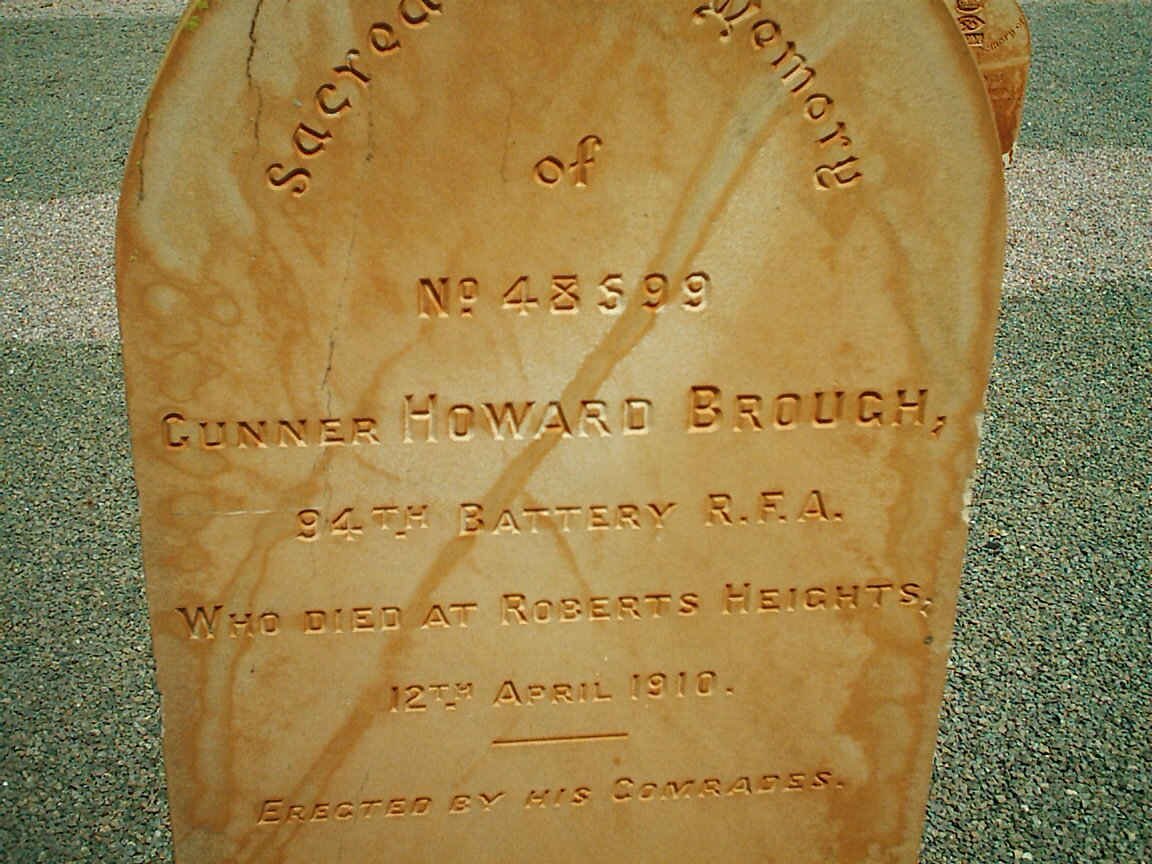 Sacred Memory
of
No. 48599
GUNNER HOWARD BROUGH,
94TH BATTERY R.F.A.
WHO DIED AT ROBERTS HEIGHTS,
12TH APRIL 1910.
ERECTED BY HIS COMRADES.